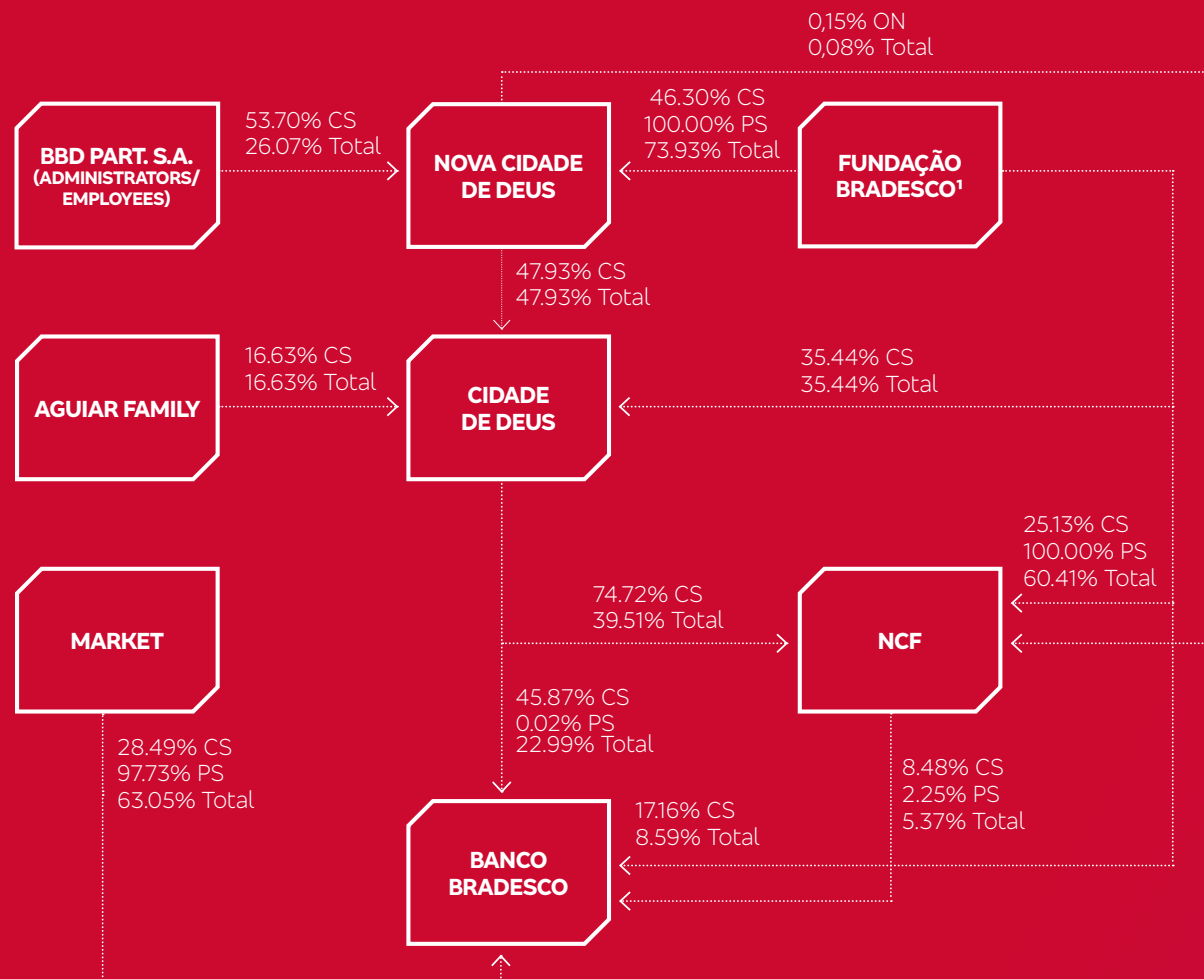 0,15% ON
0,08% Total
BBD PART. S.A.
(ADMINISTRATORS/
EMPLOYEES)
53.70% CS
26.07% Total
NOVA CIDADE
DE DEUS
46.30% CS
100.00% PS
73.93% Total
FUNDAÇÃO
BRADESCO¹
47.93% CS
47.93% Total
AGUIAR FAMILY
16.63% CS
16.63% Total
CIDADE
DE DEUS
35.44% CS
35.44% Total
25.13% CS
100.00% PS
60.41% Total
MARKET
74.72% CS
39.51% Total
NCF
45.87% CS
0.02% PS
22.99% Total
28.49% CS
97.73% PS
63.05% Total
8.48% CS
2.25% PS
5.37% Total
17.16% CS
8.59% Total
BANCO
BRADESCO